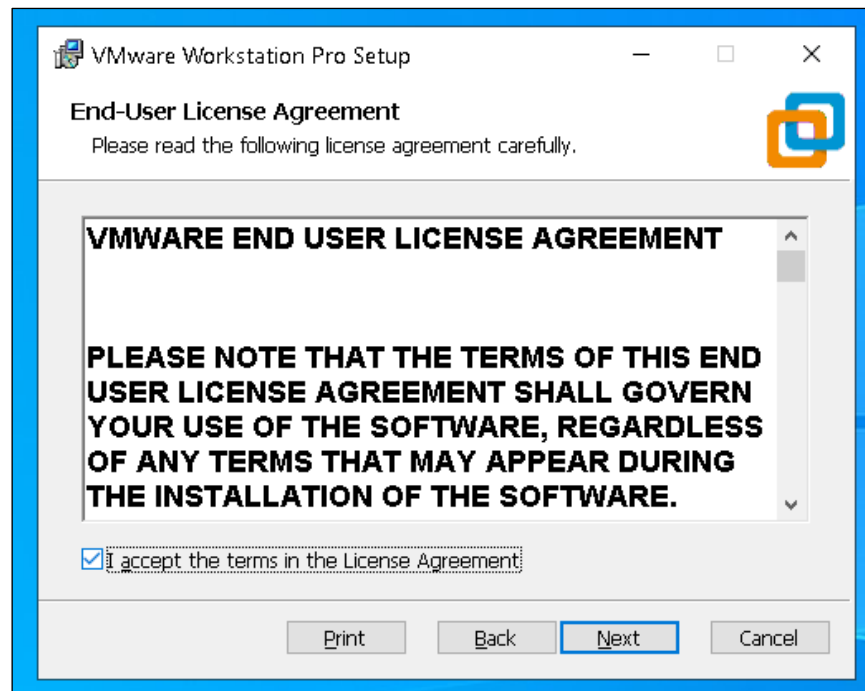 VMware Workstation Pro Setup
End-User License Agreement
Please read the following license agreement carefully.
VMWARE END USER LICENSE AGREEMENT
PLEASE NOTE THAT THE TERMS OF THIS END
USER LICENSE AGREEMENT SHALL GOVERN
YOUR USE OF THE SOFTWARE, REGARDLESS
OF ANY TERMS THAT MAY APPEAR DURING
THE INSTALLATION OF THE SOFTWARE.
I accept the terms in the License Agreement
Print Back Next Cancel